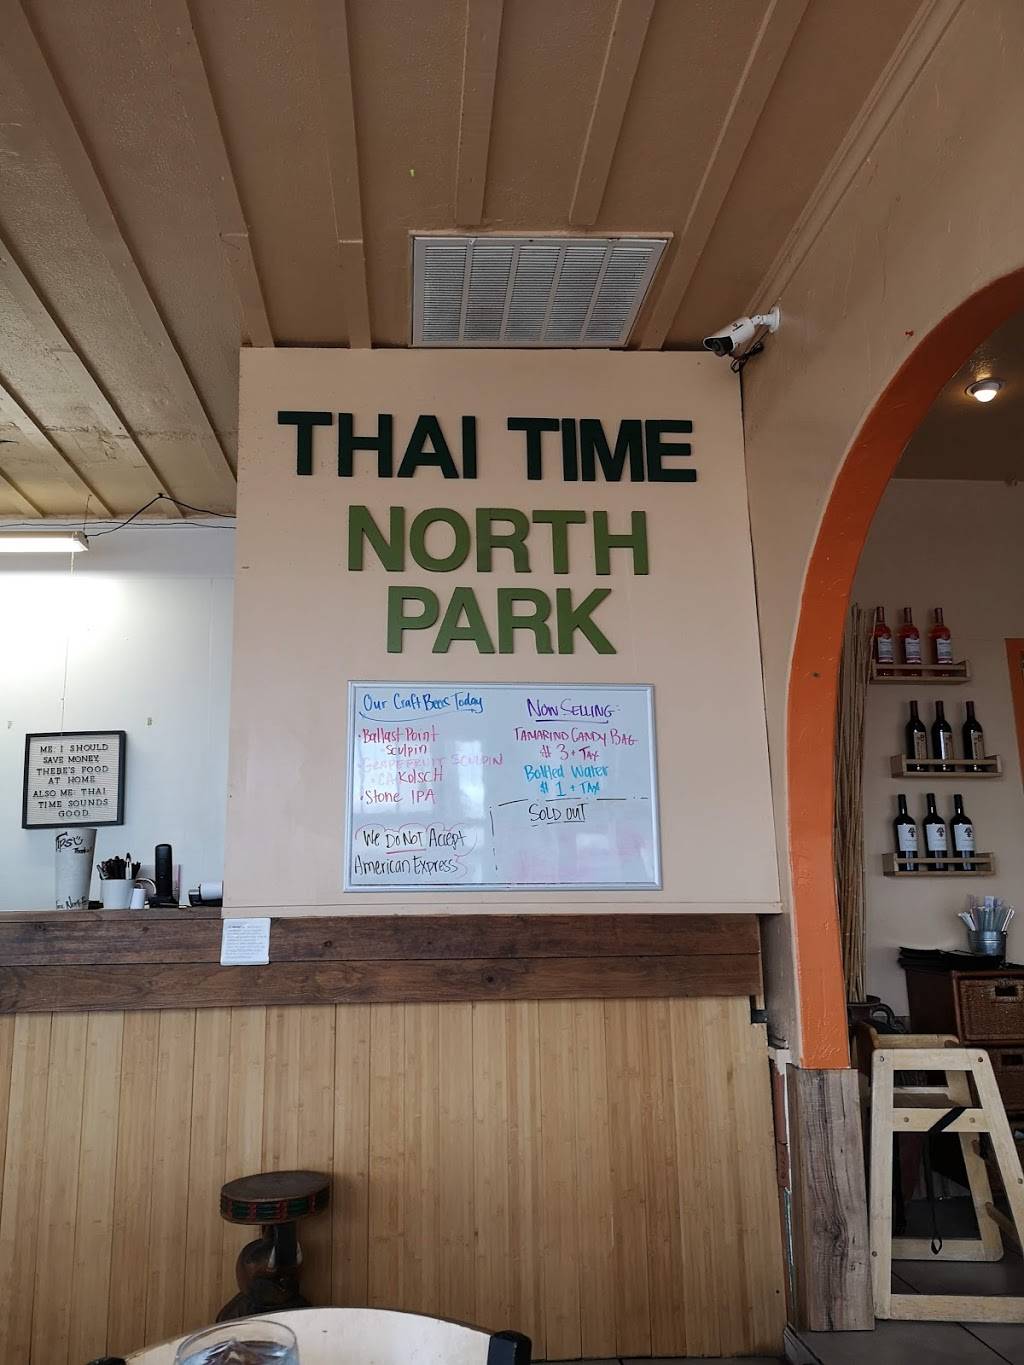 THAI TIME
NORTH
PARK
Our Craft Beers Today
• Ballast Point
• Sculpin
• GRAPEFRUIT SCULPIN
• CA KOLSCH
• Stone IPA
We DO NOT Accept
American Express
NOW SELLING:
TAMARIND CANDY BAG
$ 3 + TAX
Bottled Water
$ 1 + TAX
SOLD OUT
ME: I SHOULD
SAVE MONEY,
THERE'S FOOD
AT HOME
ALSO ME: THAI
TIME SOUNDS
GOOD
TIPS